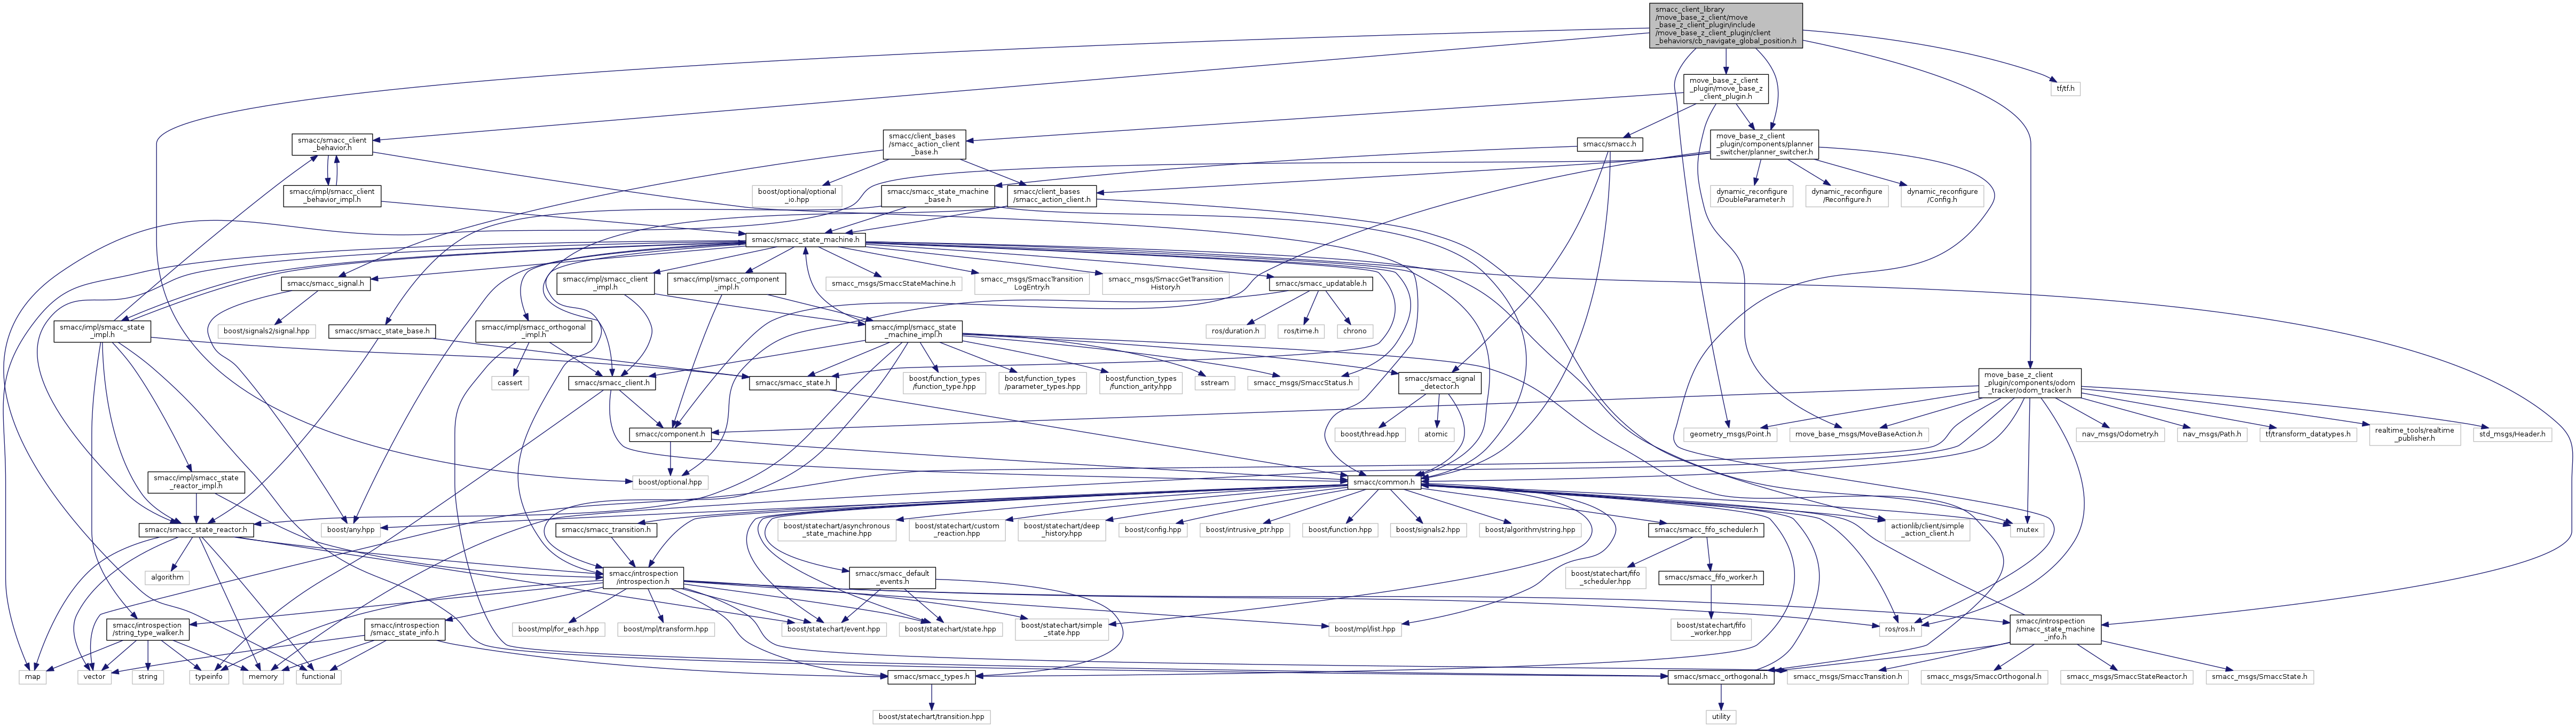 smacc_client_library
/move_base_z_client/move
_base_z_client_plugin/include
/move_base_z_client_plugin/client
_behaviors/cb_navigate_global_position.h
move_base_z_client
_plugin/move_base_z
_client_plugin.h
tf/tf.h
smacc/smacc_client
_behavior.h
smacc/client_bases
/smacc_action_client
_base.h
smacc/smacc.h
move_base_z_client
_plugin/components/planner
_switcher/planner_switcher.h
smacc/impl/smacc_client
_behavior_impl.h
boost/optional/optional
_io.hpp
smacc/smacc_state_machine
_base.h
smacc/client_bases
/smacc_action_client.h
dynamic_reconfigure
/DoubleParameter.h
dynamic_reconfigure
/Reconfigure.h
dynamic_reconfigure
/Config.h
smacc/smacc_state_machine.h
smacc/smacc_signal.h
smacc/impl/smacc_client
_impl.h
smacc/impl/smacc_component
_impl.h
smacc_msgs/SmaccStateMachine.h
smacc_msgs/SmaccTransition
LogEntry.h
smacc_msgs/SmaccGetTransition
History.h
smacc/smacc_updatable.h
smacc/impl/smacc_state
_impl.h
boost/signals2/signal.hpp
smacc/smacc_state_base.h
smacc/impl/smacc_orthogonal
_impl.h
smacc/impl/smacc_state
_machine_impl.h
ros/duration.h
ros/time.h
chrono
cassert
smacc/smacc_client.h
smacc/smacc_state.h
boost/function_types
/function_type.hpp
boost/function_types
/parameter_types.hpp
boost/function_types
/function_arity.hpp
sstream
smacc_msgs/SmaccStatus.h
smacc/smacc_signal
_detector.h
move_base_z_client
_plugin/components/odom
_tracker/odom_tracker.h
smacc/component.h
boost/thread.hpp
atomic
geometry_msgs/Point.h
move_base_msgs/MoveBaseAction.h
nav_msgs/Odometry.h
nav_msgs/Path.h
tf/transform_datatypes.h
realtime_tools/realtime
_publisher.h
std_msgs/Header.h
smacc/impl/smacc_state
_reactor_impl.h
boost/optional.hpp
smacc/common.h
smacc/smacc_state_reactor.h
boost/any.hpp
smacc/smacc_transition.h
boost/statechart/asynchronous
_state_machine.hpp
boost/statechart/custom
_reaction.hpp
boost/statechart/deep
_history.hpp
boost/config.hpp
boost/intrusive_ptr.hpp
boost/function.hpp
boost/signals2.hpp
boost/algorithm/string.hpp
smacc/smacc_fifo_scheduler.h
actionlib/client/simple
_action_client.h
mutex
algorithm
smacc/introspection
/introspection.h
smacc/smacc_default
_events.h
boost/statechart/fifo
_scheduler.hpp
smacc/smacc_fifo_worker.h
smacc/introspection
/string_type_walker.h
smacc/introspection
/smacc_state_info.h
boost/mpl/for_each.hpp
boost/mpl/transform.hpp
boost/statechart/event.hpp
boost/statechart/state.hpp
boost/statechart/simple
_state.hpp
boost/mpl/list.hpp
boost/statechart/fifo
_worker.hpp
ros/ros.h
smacc/introspection
/smacc_state_machine
_info.h
map
vector
string
typeinfo
memory
functional
smacc/smacc_types.h
smacc/smacc_orthogonal.h
smacc_msgs/SmaccTransition.h
smacc_msgs/SmaccOrthogonal.h
smacc_msgs/SmaccStateReactor.h
smacc_msgs/SmaccState.h
boost/statechart/transition.hpp
utility